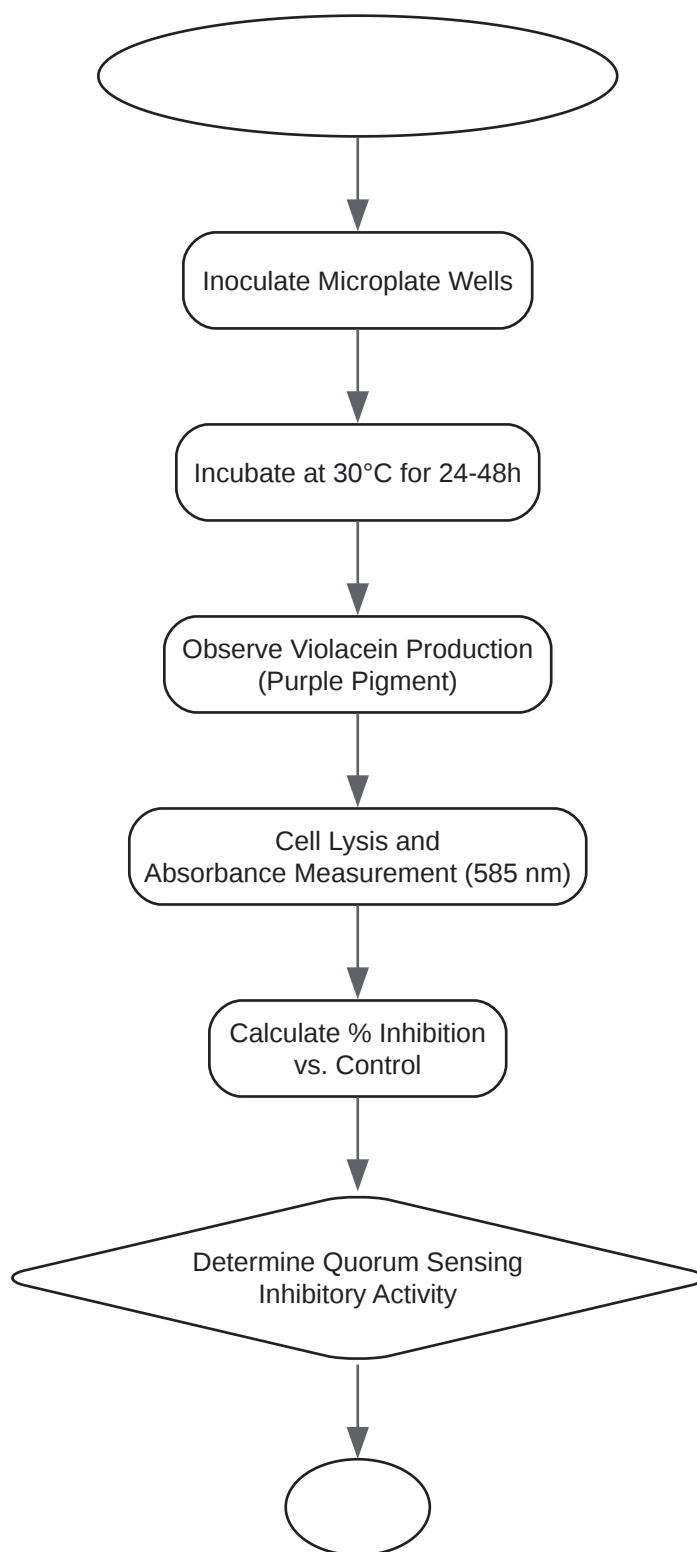 Inoculate Microplate Wells
Incubate at 30°C for 24-48h
Observe Violacein Production
(Purple Pigment)
Cell Lysis and
Absorbance Measurement (585 nm)
Calculate % Inhibition
vs. Control
Determine Quorum Sensing
Inhibitory Activity